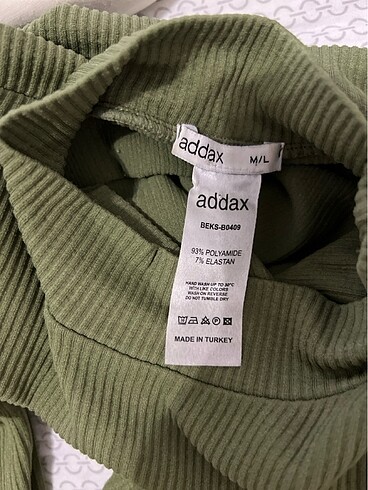 addax M/L
addax
BEKS-B0409
93% POLYAMIDE
7% ELASTAN
HAND WASH UP TO 30°C
WITH LIKE COLORS
WASH ON REVERSE
DO NOT TUMBLE DRY
MADE IN TURKEY